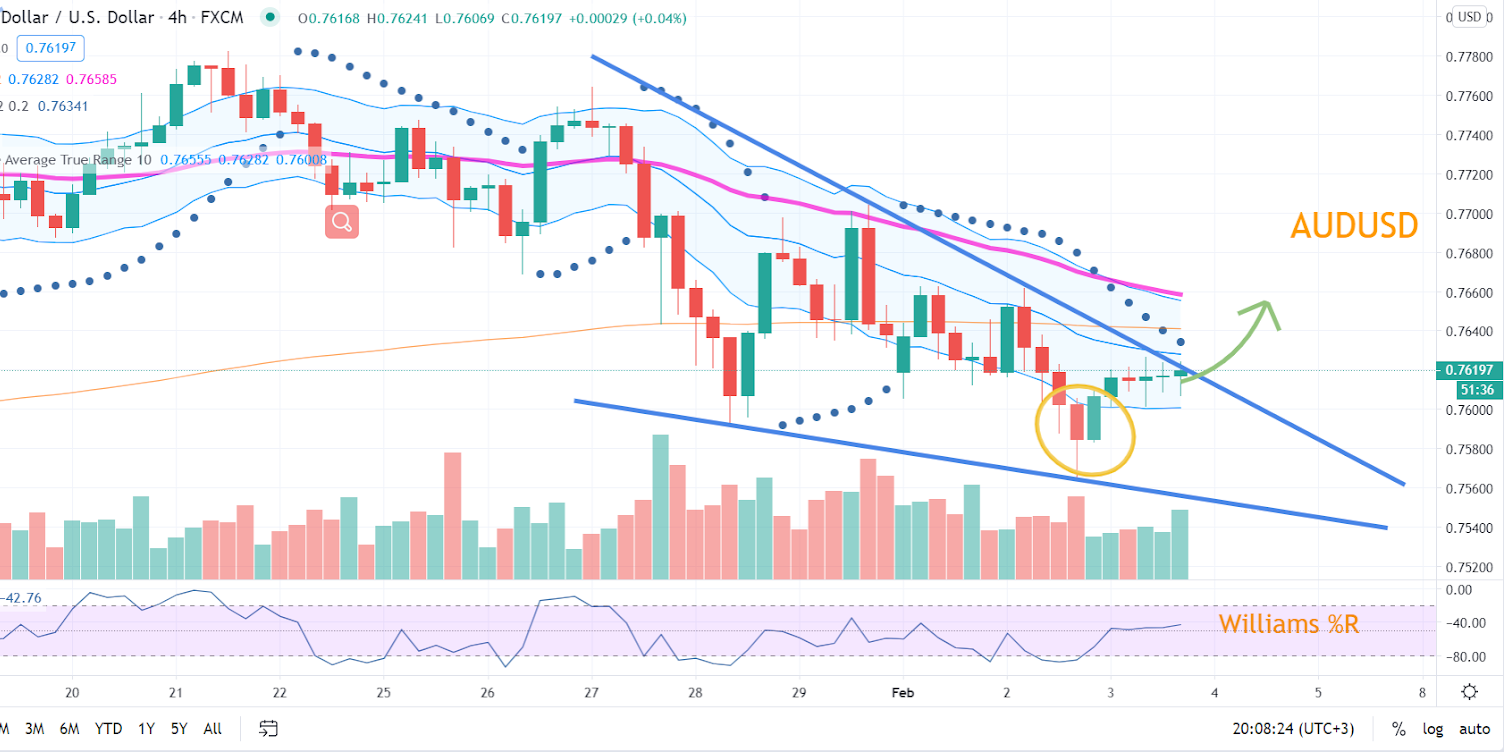 Dollar / U.S. Dollar · 4h · FXCM O0.76168 H0.76241 L0.76069 C0.76197 +0.00029 (+0.04%)
0 0.76197
0.76282 0.76585
2 0.2 0.76341
Average True Range 10 0.76555 0.76282 0.76008
USD
0.77800
0.77600
0.77400
0.77200
0.77000
0.76800
0.76600
0.76400
0.76197
51:36
0.76000
0.75800
0.75600
0.75400
0.75200
AUDUSD
-42.76
Williams %R
0.00
-40.00
-80.00
20 21 22 25 26 27 28 29 Feb 2 3 4 5 8
M 3M 6M YTD 1Y 5Y All 20:08:24 (UTC+3) % log auto